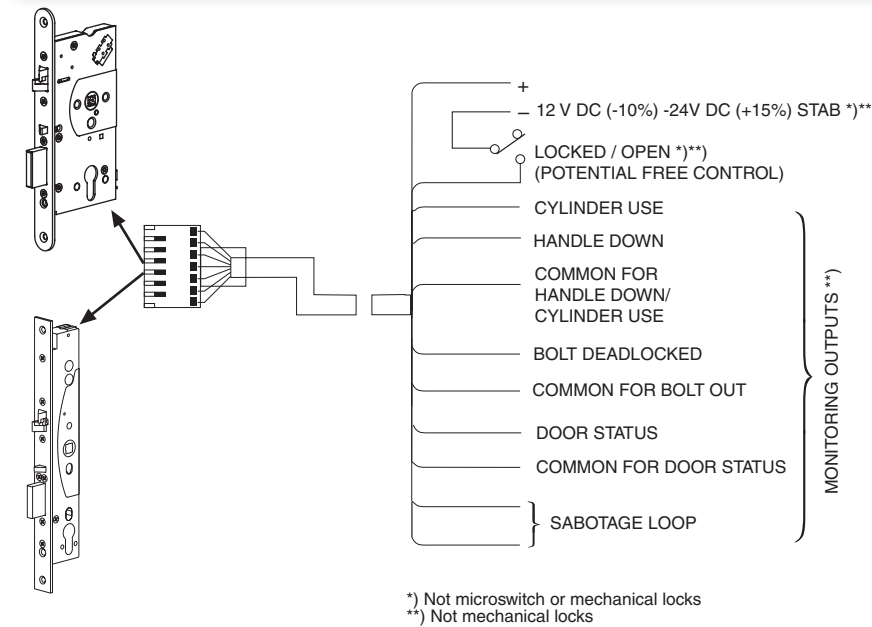 +
– 12 V DC (-10%) -24V DC (+15%) STAB *)**
LOCKED / OPEN *)**)
(POTENTIAL FREE CONTROL)
CYLINDER USE
HANDLE DOWN
COMMON FOR
HANDLE DOWN/
CYLINDER USE
BOLT DEADLOCKED
COMMON FOR BOLT OUT
DOOR STATUS
COMMON FOR DOOR STATUS
SABOTAGE LOOP
MONITORING OUTPUTS **)
*) Not microswitch or mechanical locks
**) Not mechanical locks